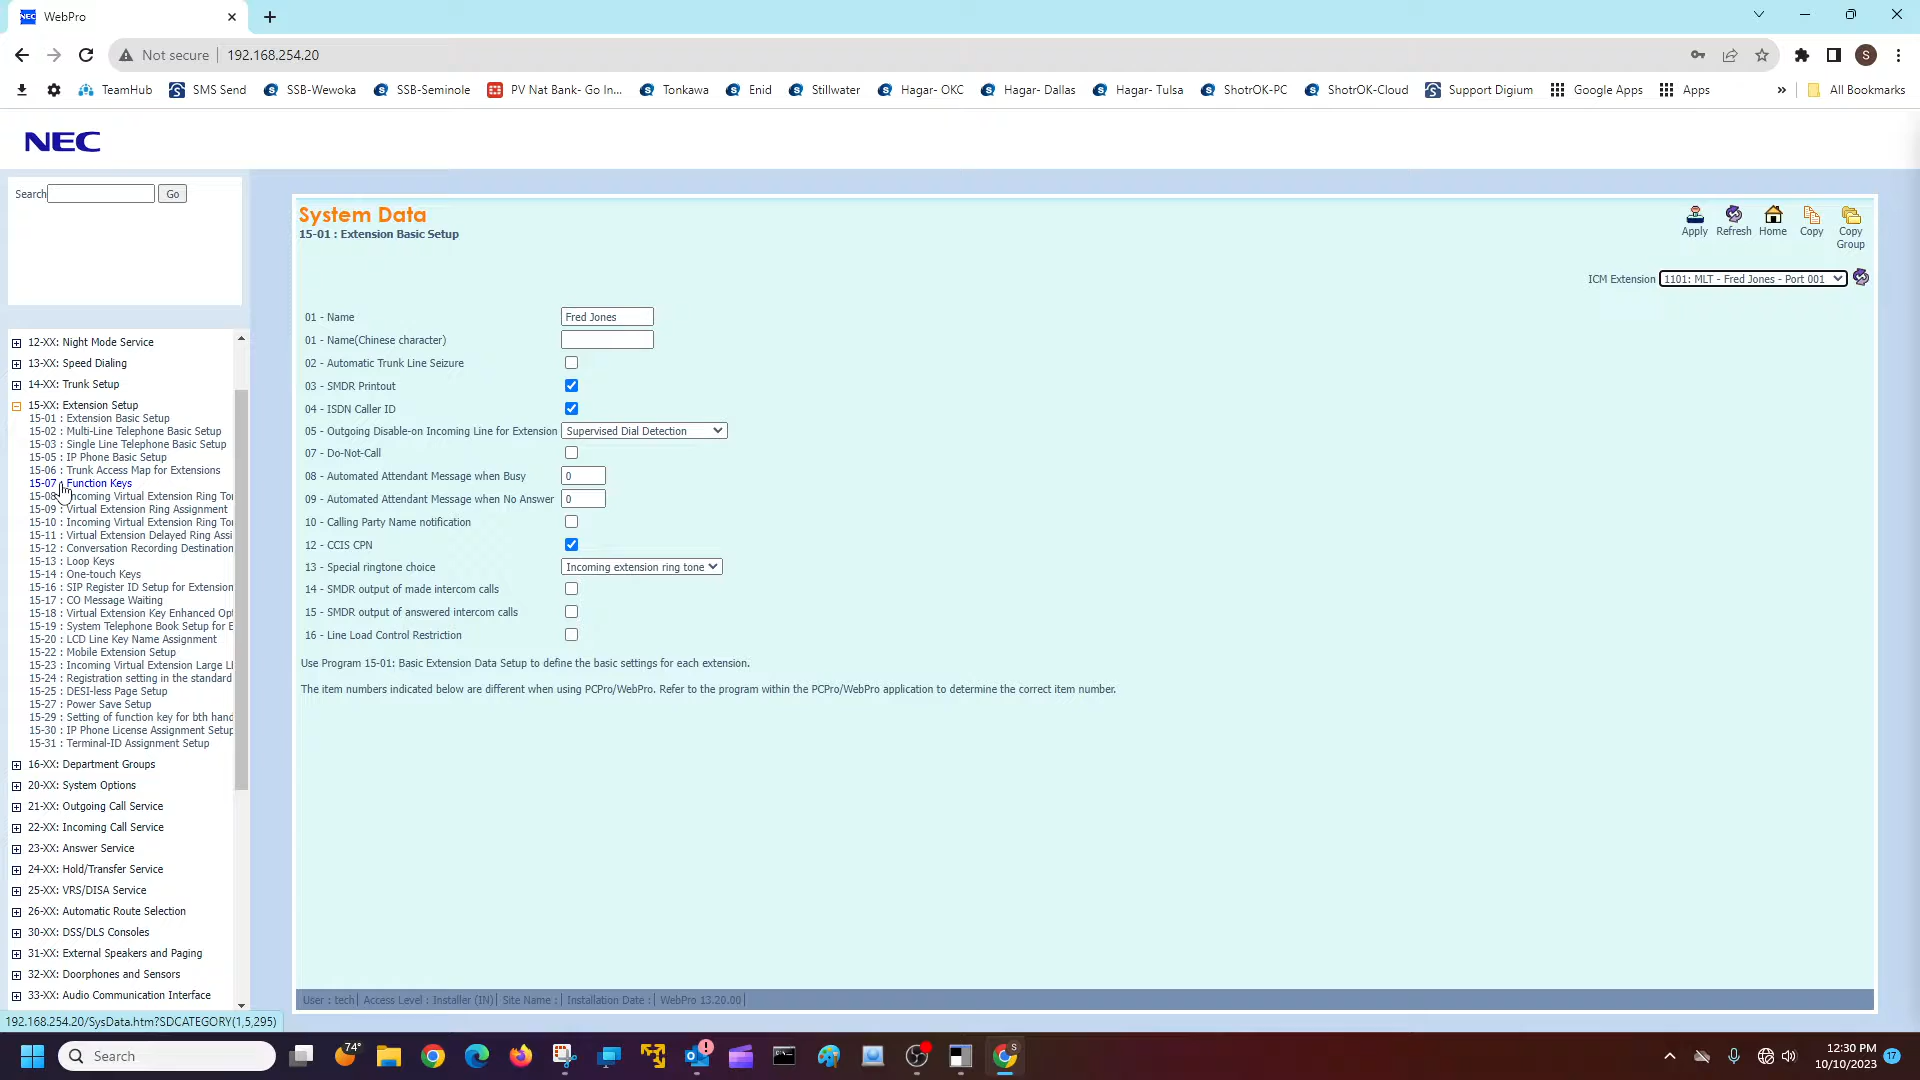 NEC WebPro
Not secure 192.168.254.20 S
TeamHub SMS Send SSB-Wewoka SSB-Seminole PV Nat Bank- Go In... Tonkawa Enid Stillwater Hagar- OKC Hagar- Dallas Hagar- Tulsa ShotrOK-PC ShotrOK-Cloud Support Digium Google Apps Apps » All Bookmarks
NEC
Search Go
12-XX: Night Mode Service
13-XX: Speed Dialing
14-XX: Trunk Setup
15-XX: Extension Setup
15-01 : Extension Basic Setup
15-02 : Multi-Line Telephone Basic Setup
15-03 : Single Line Telephone Basic Setup
15-05 : IP Phone Basic Setup
15-06 : Trunk Access Map for Extensions
15-07 : Function Keys
15-08 Incoming Virtual Extension Ring To
15-09 : Virtual Extension Ring Assignment
15-10 : Incoming Virtual Extension Ring To
15-11 : Virtual Extension Delayed Ring Assi
15-12 : Conversation Recording Destination
15-13 : Loop Keys
15-14 : One-touch Keys
15-16 : SIP Register ID Setup for Extension
15-17 : CO Message Waiting
15-18 : Virtual Extension Key Enhanced Opt
15-19 : System Telephone Book Setup for E
15-20 : LCD Line Key Name Assignment
15-22 : Mobile Extension Setup
15-23 : Incoming Virtual Extension Large L
15-24 : Registration setting in the standard
15-25 : DESI-less Page Setup
15-27 : Power Save Setup
15-29 : Setting of function key for bth hand
15-30 : IP Phone License Assignment Setup
15-31 : Terminal-ID Assignment Setup
16-XX: Department Groups
20-XX: System Options
21-XX: Outgoing Call Service
22-XX: Incoming Call Service
23-XX: Answer Service
24-XX: Hold/Transfer Service
25-XX: VRS/DISA Service
26-XX: Automatic Route Selection
30-XX: DSS/DLS Consoles
31-XX: External Speakers and Paging
32-XX: Doorphones and Sensors
33-XX: Audio Communication Interface
System Data
15-01 : Extension Basic Setup
Apply Refresh Home Copy Copy Group
ICM Extension 1101: MLT - Fred Jones - Port 001
01 - Name Fred Jones
01 - Name(Chinese character)
02 - Automatic Trunk Line Seizure
03 - SMDR Printout
04 - ISDN Caller ID
05 - Outgoing Disable-on Incoming Line for Extension Supervised Dial Detection
07 - Do-Not-Call
08 - Automated Attendant Message when Busy 0
09 - Automated Attendant Message when No Answer 0
10 - Calling Party Name notification
12 - CCIS CPN
13 - Special ringtone choice Incoming extension ring tone
14 - SMDR output of made intercom calls
15 - SMDR output of answered intercom calls
16 - Line Load Control Restriction
Use Program 15-01: Basic Extension Data Setup to define the basic settings for each extension.
The item numbers indicated below are different when using PCPro/WebPro. Refer to the program within the PCPro/WebPro application to determine the correct item number.
User : tech| Access Level : Installer (IN)| Site Name : | Installation Date : | WebPro 13.20.00|
192.168.254.20/SysData.htm?SDCATEGORY(1,5,295)
Search 74° S 12:30 PM 17
10/10/2023